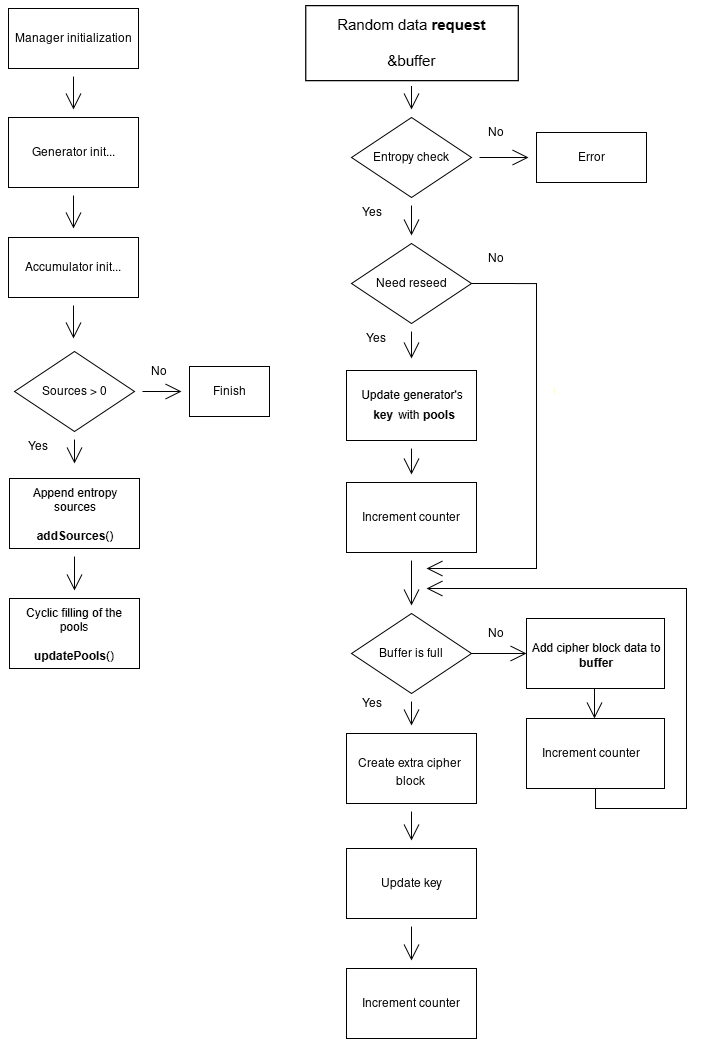 Manager initialization
Generator init...
Accumulator init...
Sources > 0
No
Finish
Yes
Append entropy
sources
addSources()
Cyclic filling of the
pools
updatePools()
Random data request
&buffer
Entropy check
No
Error
Yes
Need reseed
No
Yes
Update generator's
key with pools
Increment counter
Buffer is full
No
Add cipher block data to
buffer
Increment counter
Yes
Create extra cipher
block
Update key
Increment counter